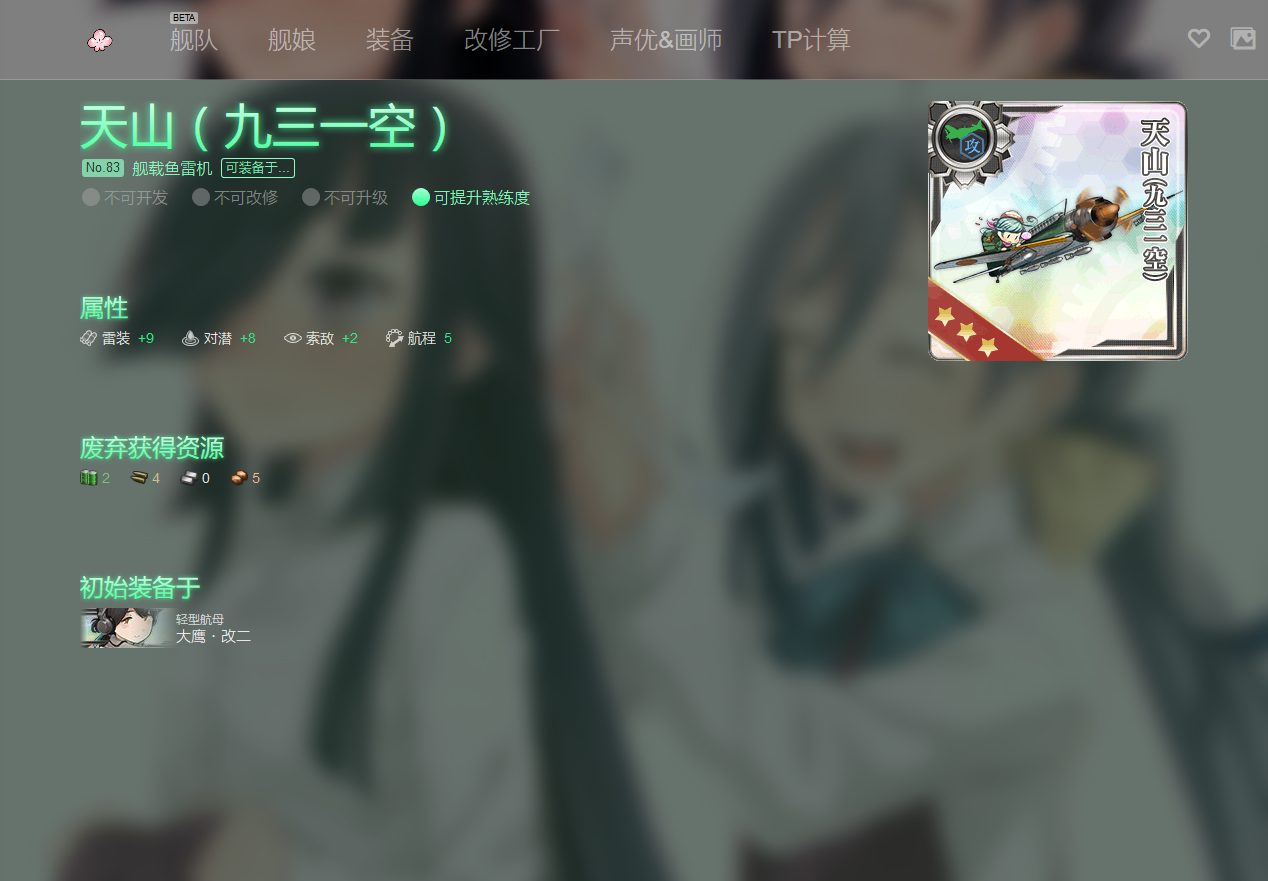 BETA
舰队 舰娘 装备 改修工厂 声优&画师 TP计算
天山（九三一空）
No.83 舰载鱼雷机 可装备于...
不可开发 不可改修 不可升级 可提升熟练度
攻
天山(九三一空)
属性
雷装 +9 对潜 +8 索敌 +2 航程 5
废弃获得资源
2 4 0 5
初始装备于
轻型航母
大鹰·改二